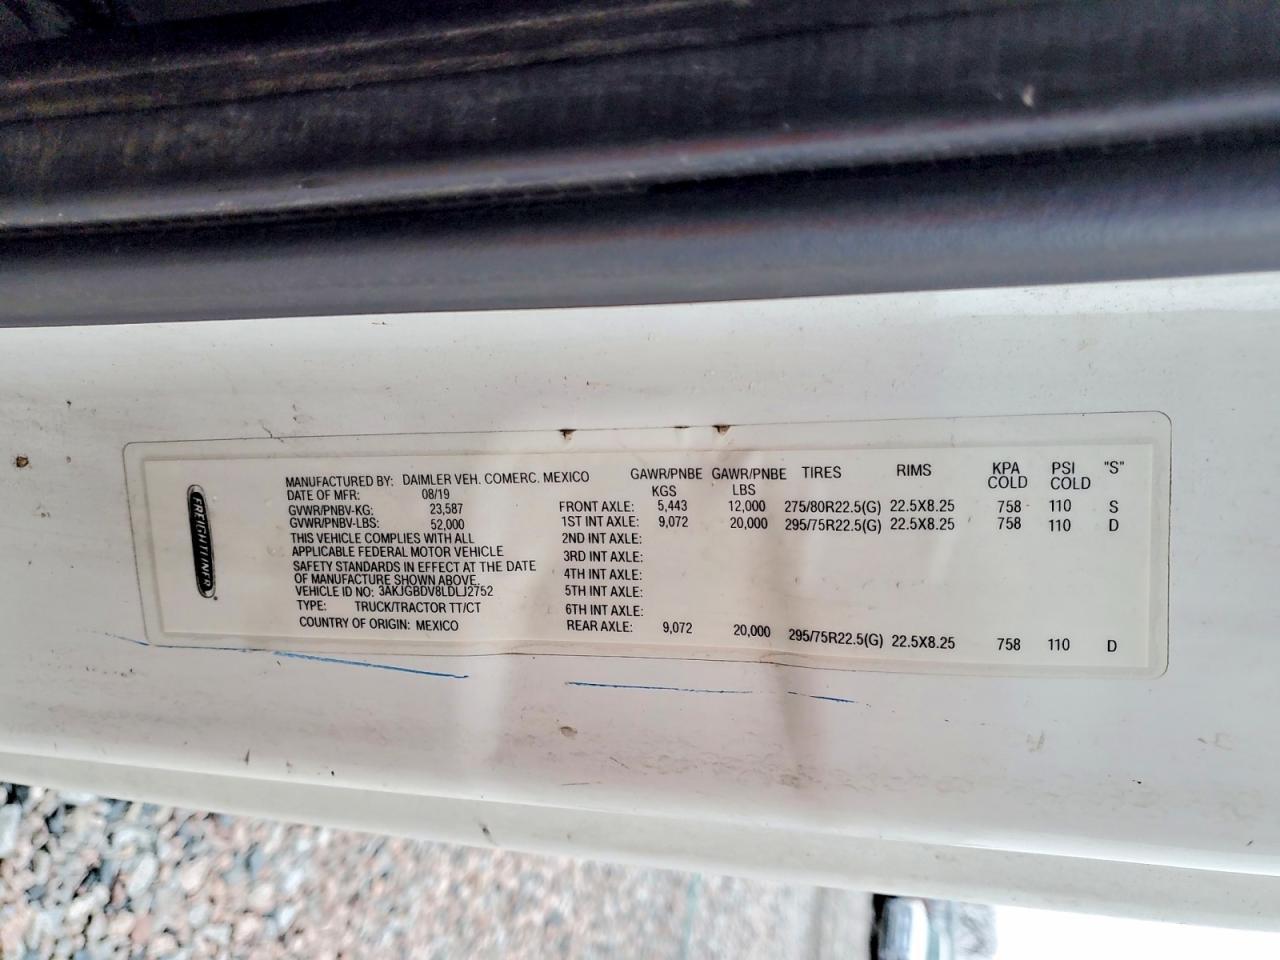 FREIGHTLINER
MANUFACTURED BY: DAIMLER VEH. COMERC. MEXICO
DATE OF MFR: 08/19
GVWR/PNBV-KG: 23,587
GVWR/PNBV-LBS: 52,000
THIS VEHICLE COMPLIES WITH ALL
APPLICABLE FEDERAL MOTOR VEHICLE
SAFETY STANDARDS IN EFFECT AT THE DATE
OF MANUFACTURE SHOWN ABOVE.
VEHICLE ID NO: 3AKJGBDV8LDLJ2752
TYPE: TRUCK/TRACTOR TT/CT
COUNTRY OF ORIGIN: MEXICO
GAWR/PNBE GAWR/PNBE TIRES RIMS KPA PSI "S"
KGS LBS COLD COLD
FRONT AXLE: 5,443 12,000 275/80R22.5(G) 22.5X8.25 758 110 S
1ST INT AXLE: 9,072 20,000 295/75R22.5(G) 22.5X8.25 758 110 D
2ND INT AXLE:
3RD INT AXLE:
4TH INT AXLE:
5TH INT AXLE:
6TH INT AXLE:
REAR AXLE: 9,072 20,000 295/75R22.5(G) 22.5X8.25 758 110 D